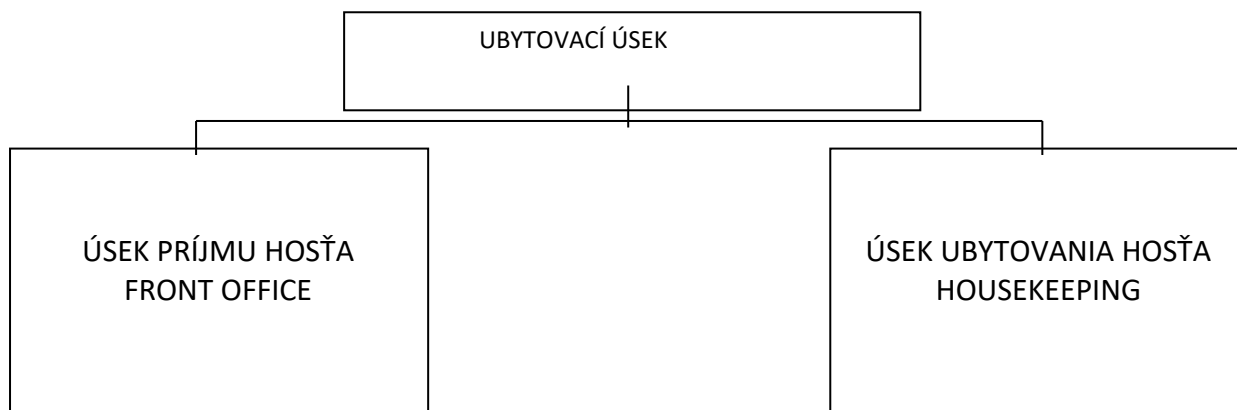 UBYTOVACÍ ÚSEK
ÚSEK PRÍJMU HOSŤA
FRONT OFFICE
ÚSEK UBYTOVANIA HOSŤA
HOUSEKEEPING